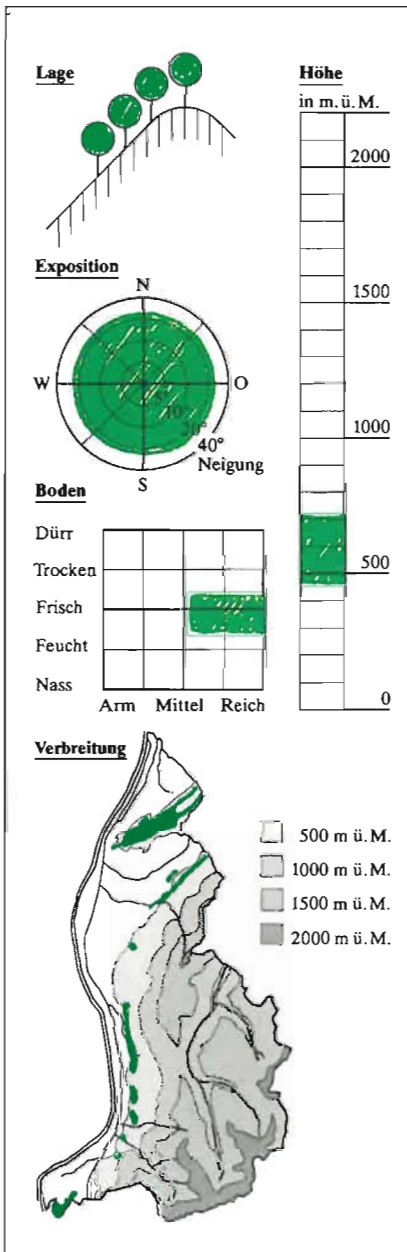 Lage
Höhe
in m. ü. M.
2000
1500
1000
500
0
Exposition
N
W
O
S
5°
10°
20°
40°
Neigung
Boden
Dürr
Trocken
Frisch
Feucht
Nass
Arm Mittel Reich
Verbreitung
500 m ü. M.
1000 m ü. M.
1500 m ü. M.
2000 m ü. M.